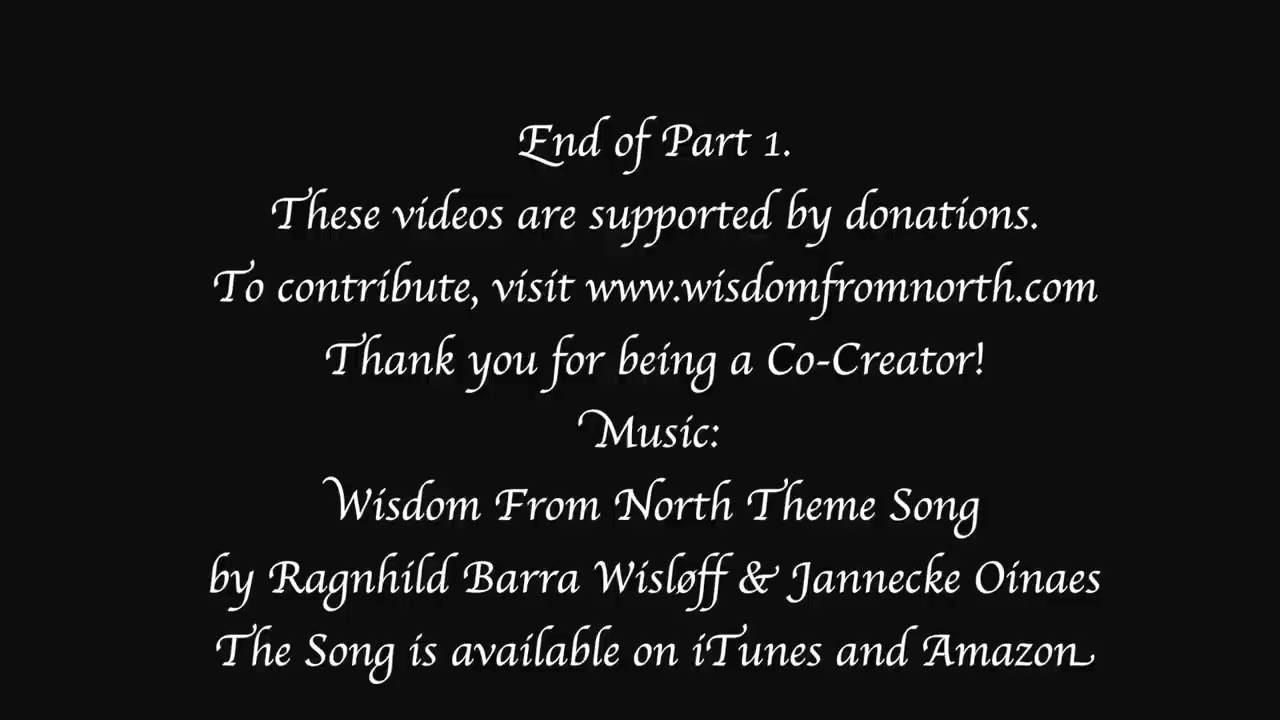 End of Part 1.
These videos are supported by donations.
To contribute, visit www.wisdomfromnorth.com
Thank you for being a Co-Creator!
Music:
Wisdom From North Theme Song
by Ragnhild Barra Wisløff & Jannecke Oinaes
The Song is available on iTunes and Amazon